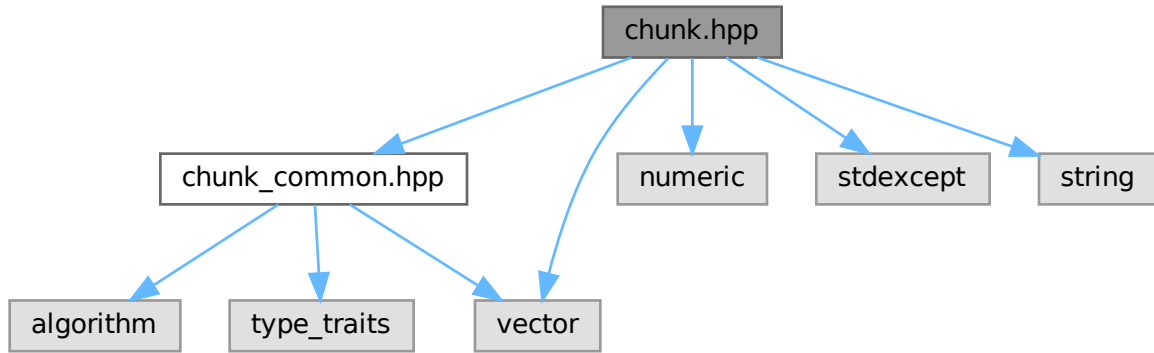 chunk.hpp
chunk_common.hpp
numeric
stdexcept
string
algorithm
type_traits
vector